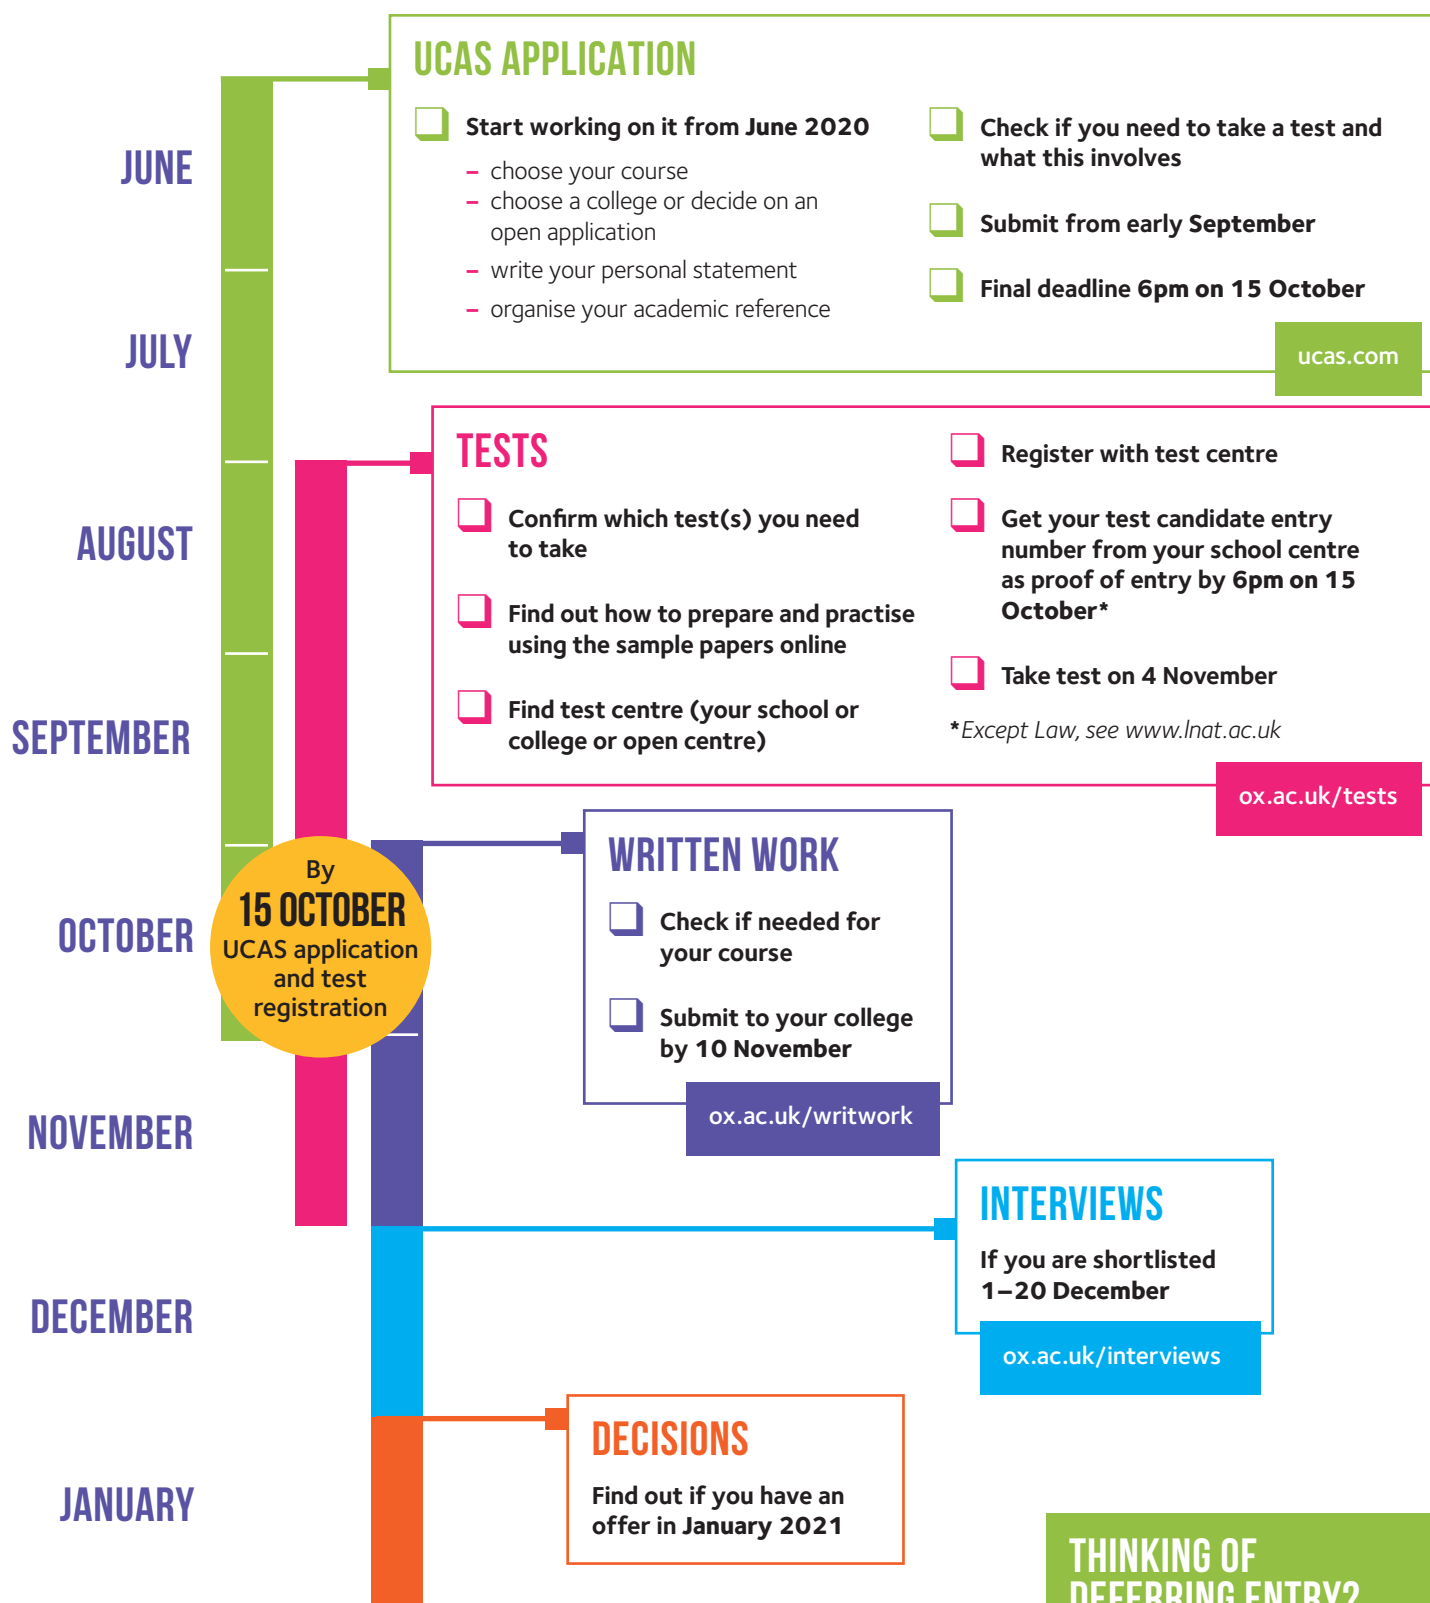 UCAS APPLICATION
Start working on it from June 2020
– choose your course
– choose a college or decide on an
open application
– write your personal statement
– organise your academic reference
Check if you need to take a test and
what this involves
Submit from early September
Final deadline 6pm on 15 October
ucas.com
JUNE
JULY
AUGUST
SEPTEMBER
OCTOBER
NOVEMBER
DECEMBER
JANUARY
TESTS
Confirm which test(s) you need
to take
Find out how to prepare and practise
using the sample papers online
Find test centre (your school or
college or open centre)
Register with test centre
Get your test candidate entry
number from your school centre
as proof of entry by 6pm on 15
October*
Take test on 4 November
*Except Law, see www.lnat.ac.uk
ox.ac.uk/tests
By
15 OCTOBER
UCAS application
and test
registration
WRITTEN WORK
Check if needed for
your course
Submit to your college
by 10 November
ox.ac.uk/writwork
INTERVIEWS
If you are shortlisted
1–20 December
ox.ac.uk/interviews
DECISIONS
Find out if you have an
offer in January 2021
THINKING OF
DEFERRING ENTRY?